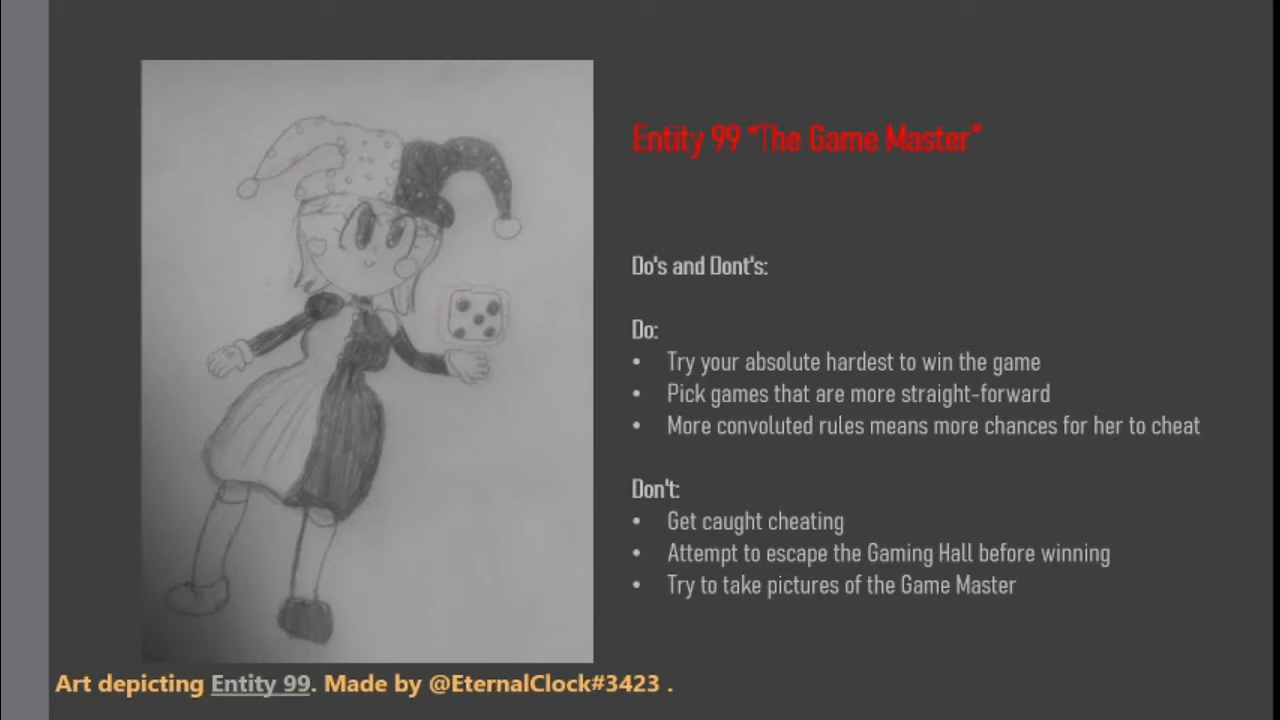 Entity 99 "The Game Master"
Do's and Dont's:
Do:
• Try your absolute hardest to win the game
• Pick games that are more straight-forward
• More convoluted rules means more chances for her to cheat
Don't:
• Get caught cheating
• Attempt to escape the Gaming Hall before winning
• Try to take pictures of the Game Master
Art depicting Entity 99. Made by @EternalClock#3423 .